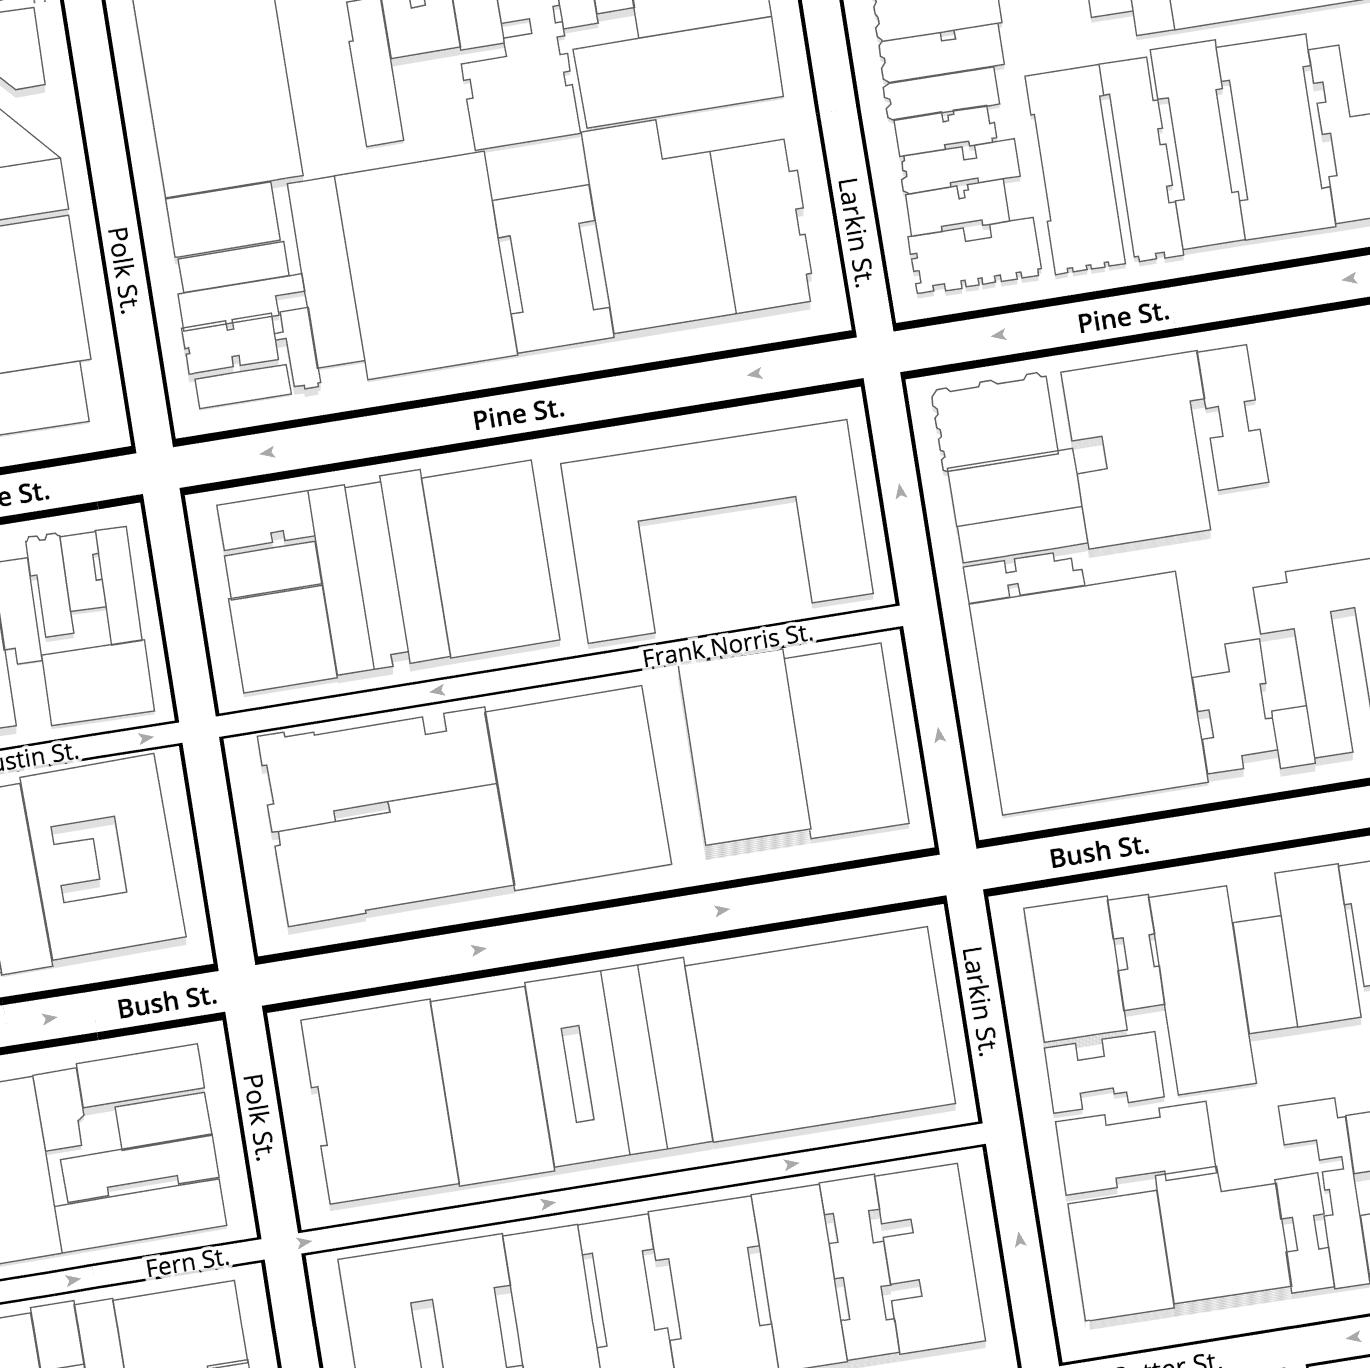 Polk St.
Larkin St.
Pine St.
Pine St.
e St.
Frank Norris St.
ustin St.
Bush St.
Bush St.
Larkin St.
Polk St.
Fern St.
St.